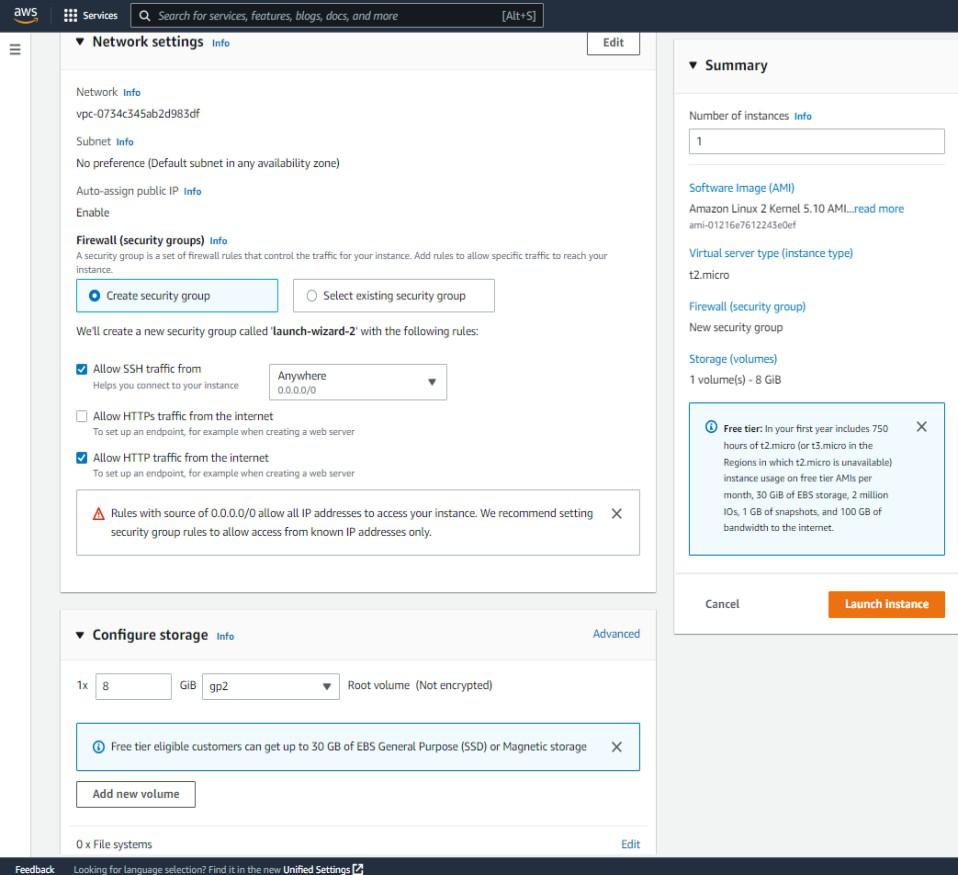 aws
Services
Search for services, features, blogs, docs, and more
[Alt+S]
Network settings Info
Edit
Network Info
vpc-0734c345ab2d983df
Subnet Info
No preference (Default subnet in any availability zone)
Auto-assign public IP Info
Enable
Firewall (security groups) Info
A security group is a set of firewall rules that control the traffic for your instance. Add rules to allow specific traffic to reach your
instance.
Create security group
Select existing security group
We'll create a new security group called 'launch-wizard-2' with the following rules:
Allow SSH traffic from
Helps you connect to your instance
Anywhere
0.0.0.0/0
Allow HTTPs traffic from the internet
To set up an endpoint, for example when creating a web server
Allow HTTP traffic from the internet
To set up an endpoint, for example when creating a web server
Rules with source of 0.0.0.0/0 allow all IP addresses to access your instance. We recommend setting
security group rules to allow access from known IP addresses only.
Configure storage Info
Advanced
1x
8
GiB
gp2
Root volume (Not encrypted)
Free tier eligible customers can get up to 30 GB of EBS General Purpose (SSD) or Magnetic storage
Add new volume
0 x File systems
Edit
Summary
Number of instances Info
1
Software Image (AMI)
Amazon Linux 2 Kernel 5.10 AMI...read more
ami-01216e7612243e0ef
Virtual server type (instance type)
t2.micro
Firewall (security group)
New security group
Storage (volumes)
1 volume(s) - 8 GiB
Free tier: In your first year includes 750
hours of t2.micro (or t3.micro in the
Regions in which t2.micro is unavailable)
instance usage on free tier AMIs per
month, 30 GiB of EBS storage, 2 million
IOs, 1 GB of snapshots, and 100 GB of
bandwidth to the internet.
Cancel
Launch instance
Feedback
Looking for language selection? Find it in the new Unified Settings